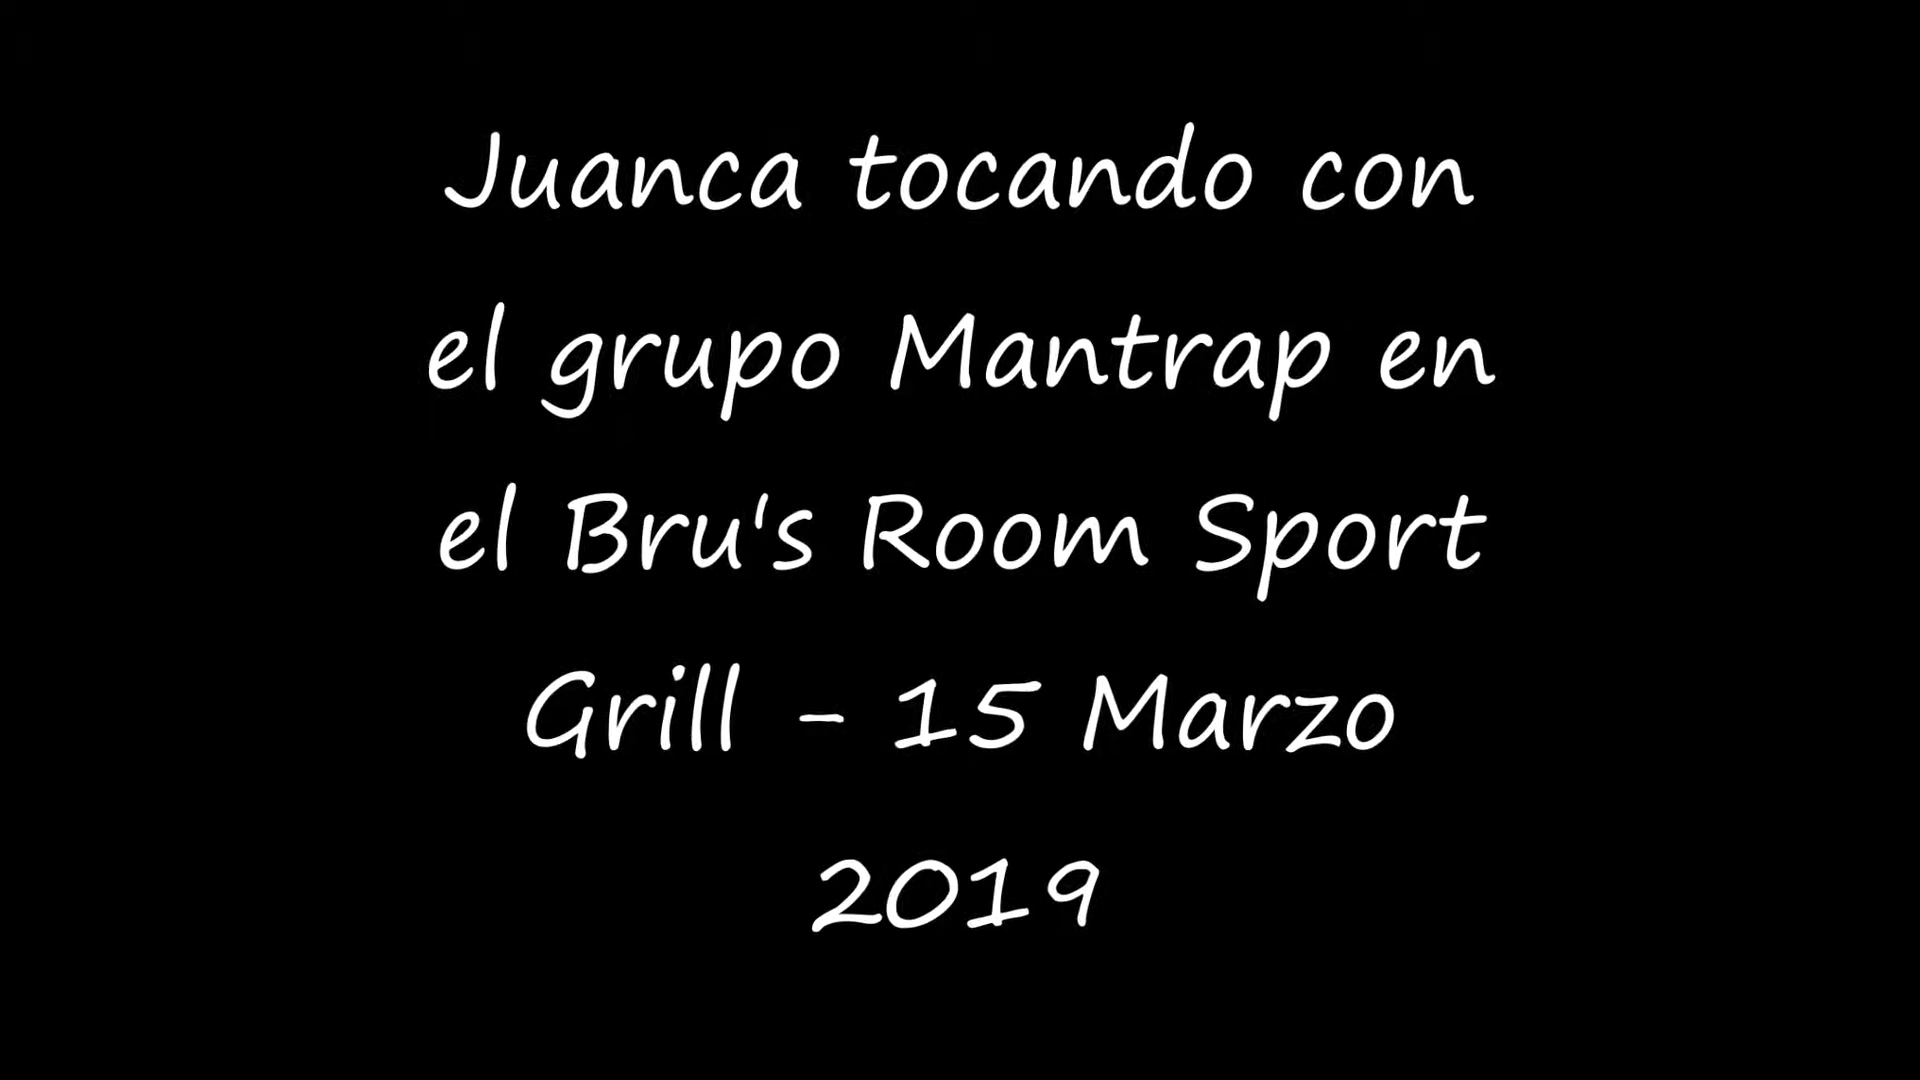 Juanca tocando con
el grupo Mantrap en
el Bru's Room Sport
Grill - 15 Marzo
2019